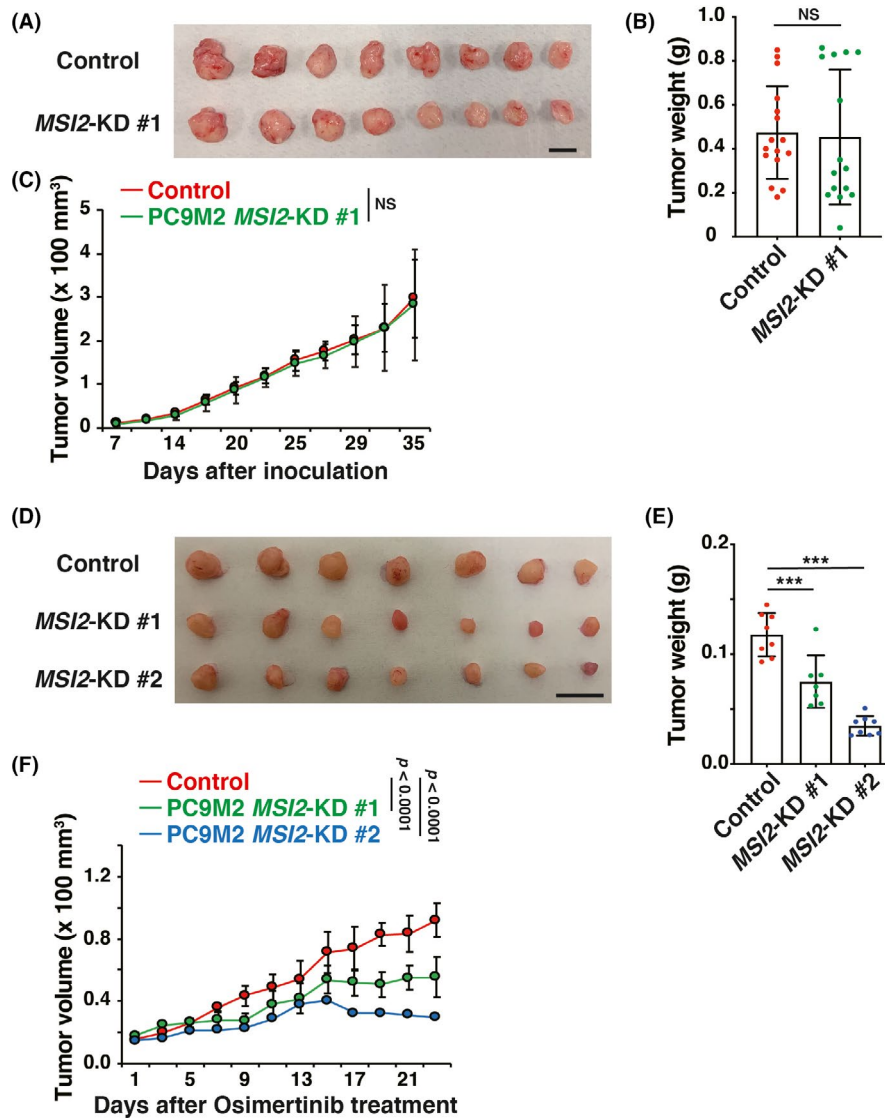 (A)
Control
MSI2-KD #1
(B)
Tumor weight (g)
1.0
0.8
0.6
0.4
0.2
0
NS
Control
MSI2-KD #1
(C)
Control
PC9M2 MSI2-KD #1
NS
Tumor volume (x 100 mm³)
5
4
3
2
1
0
7 14 20 25 29 35
Days after inoculation
(D)
Control
MSI2-KD #1
MSI2-KD #2
(E)
Tumor weight (g)
0.2
0.1
0.0
***
***
Control
MSI2-KD #1
MSI2-KD #2
(F)
Control
PC9M2 MSI2-KD #1
PC9M2 MSI2-KD #2
p < 0.0001
p < 0.00001
Tumor volume (x 100 mm³)
1.2
0.8
0.4
0.0
1 5 9 13 17 21
Days after Osimertinib treatment